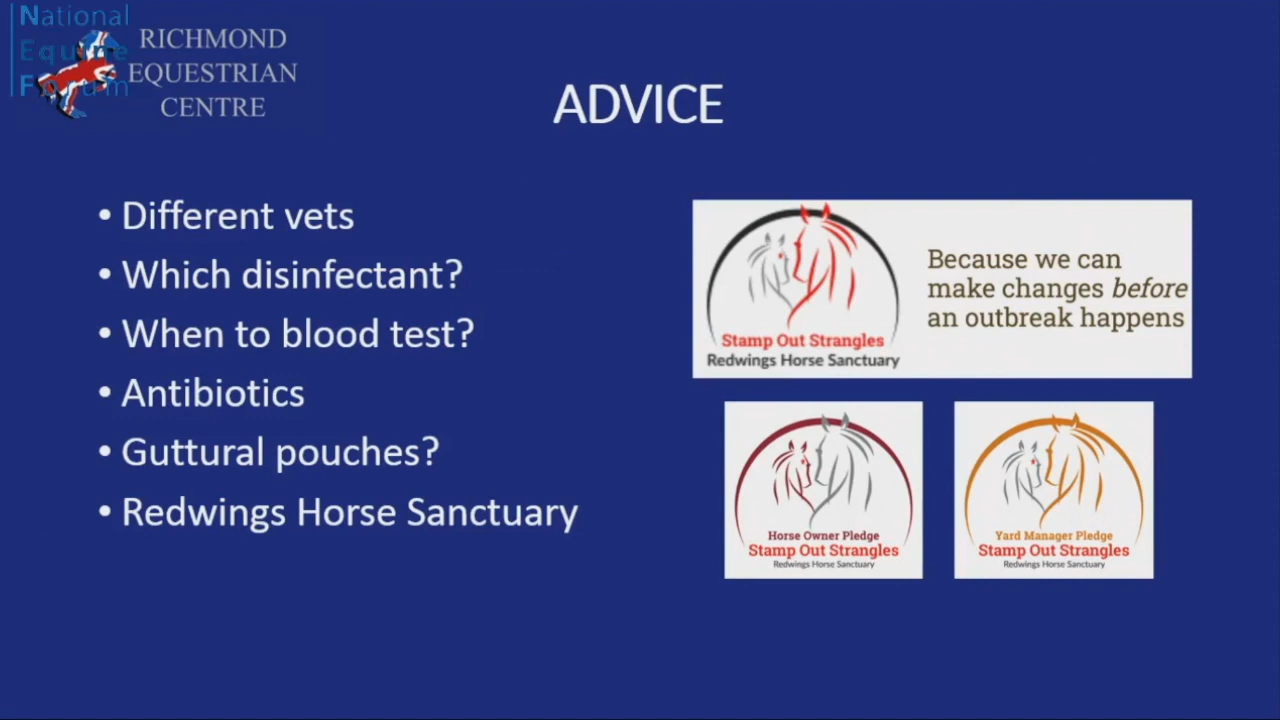 National
Equine
Forum
RICHMOND
EQUESTRIAN
CENTRE
ADVICE
• Different vets
• Which disinfectant?
• When to blood test?
• Antibiotics
• Guttural pouches?
• Redwings Horse Sanctuary
Stamp Out Strangles
Redwings Horse Sanctuary
Because we can
make changes before
an outbreak happens
Horse Owner Pledge
Stamp Out Strangles
Redwings Horse Sanctuary
Yard Manager Pledge
Stamp Out Strangles
Redwings Horse Sanctuary